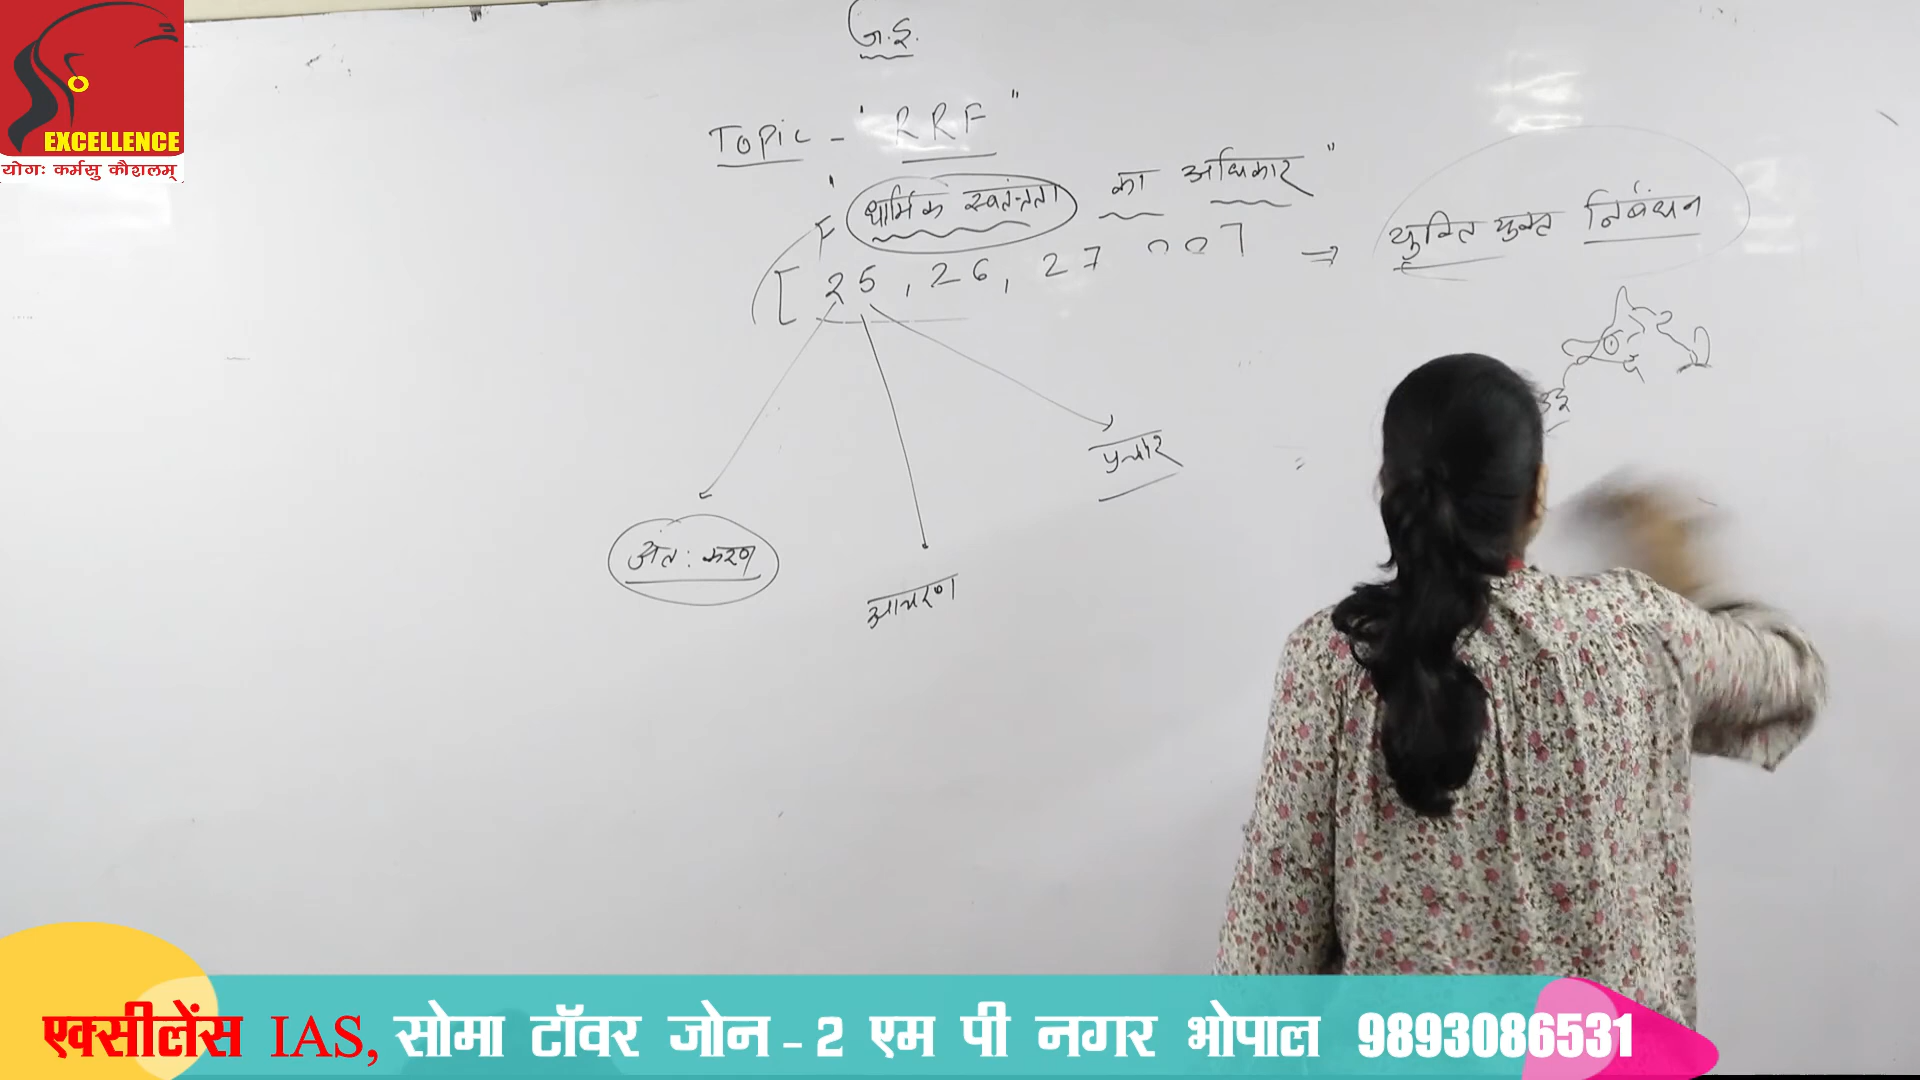 EXCELLENCE
योगः कर्मसु कौशलम्
Topic - "RRF"
"धार्मिक स्वतंत्रता का अधिकार"
[ 25, 26, 27
⇒ युक्ति युक्त निर्बंधन
प्रचार
अंतः करण
आचरण
एक्सीलेंस IAS, सोमा टॉवर जोन - 2 एम पी नगर भोपाल 9893086531